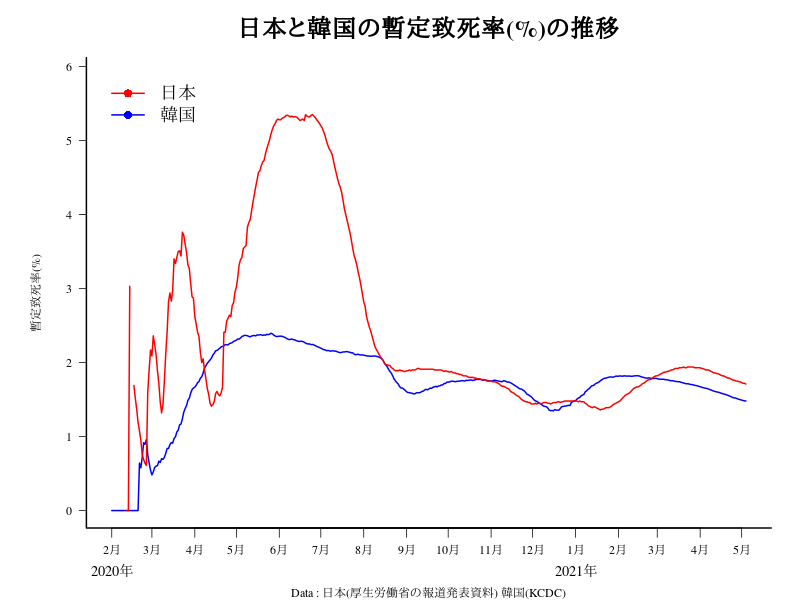 日本と韓国の暫定致死率(%)の推移
6
日本
韓国
5
4
暫定致死率(%)
3
2
1
0
2月 3月 4月 5月 6月 7月 8月 9月 10月 11月 12月 1月 2月 3月 4月 5月
2020年 2021年
Data : 日本(厚生労働省の報道発表資料) 韓国(KCDC)